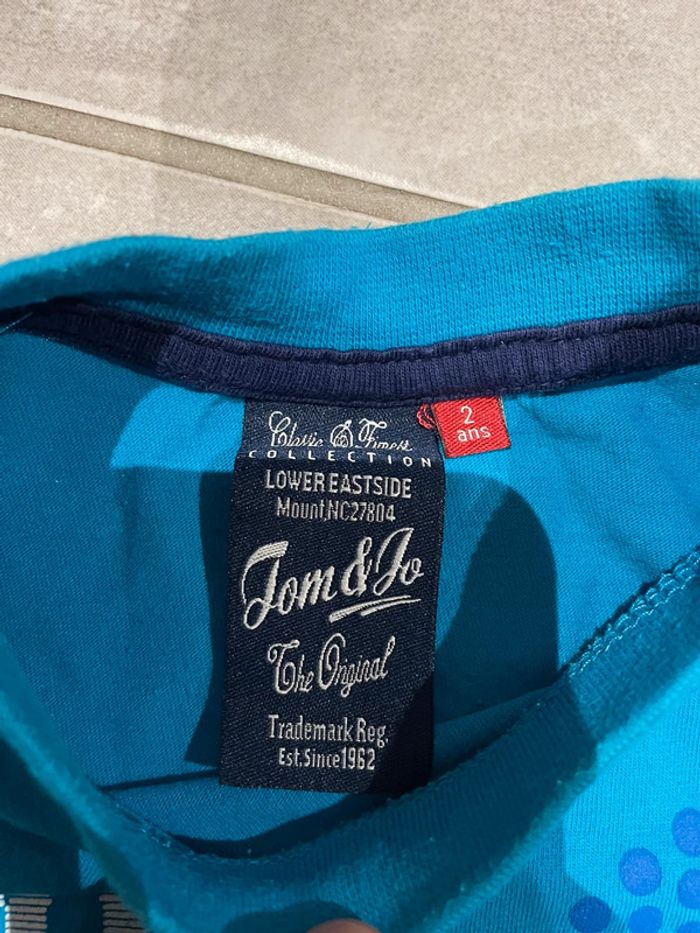 Classic & Finest
COLLECTION
LOWER EASTSIDE
Mount,NC27804
Tom & Jo
The Original
Trademark Reg.
Est.Since1962
2
ans